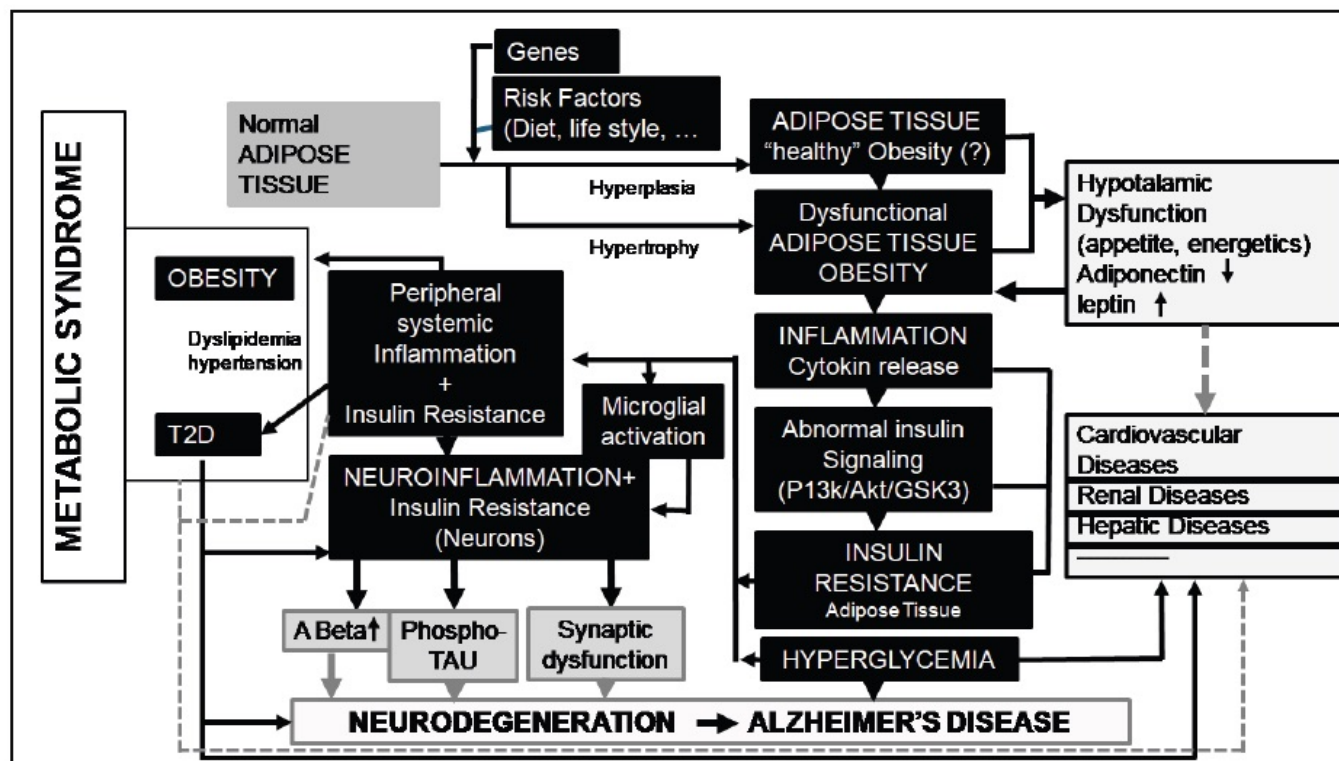 METABOLIC SYNDROME
Genes
Risk Factors
(Diet, life style, ...
Normal
ADIPOSE
TISSUE
Hyperplasia
Hypertrophy
ADIPOSE TISSUE
“healthy” Obesity (?)
Dysfunctional
ADIPOSE TISSUE
OBESITY
Hypotalamic
Dysfunction
(appetite, energetics)
Adiponectin ↓
leptin ↑
OBESITY
Dyslipidemia
hypertension
T2D
Peripheral
systemic
Inflammation
+
Insulin Resistance
Microglial
activation
NEUROINFLAMMATION+
Insulin Resistance
(Neurons)
INFLAMMATION
Cytokin release
Abnormal insulin
Signaling
(P13k/Akt/GSK3)
INSULIN
RESISTANCE
Adipose Tissue
HYPERGLYCEMIA
Cardiovascular
Diseases
Renal Diseases
Hepatic Diseases
A Beta↑
Phospho-
TAU
Synaptic
dysfunction
NEURODEGENERATION → ALZHEIMER'S DISEASE